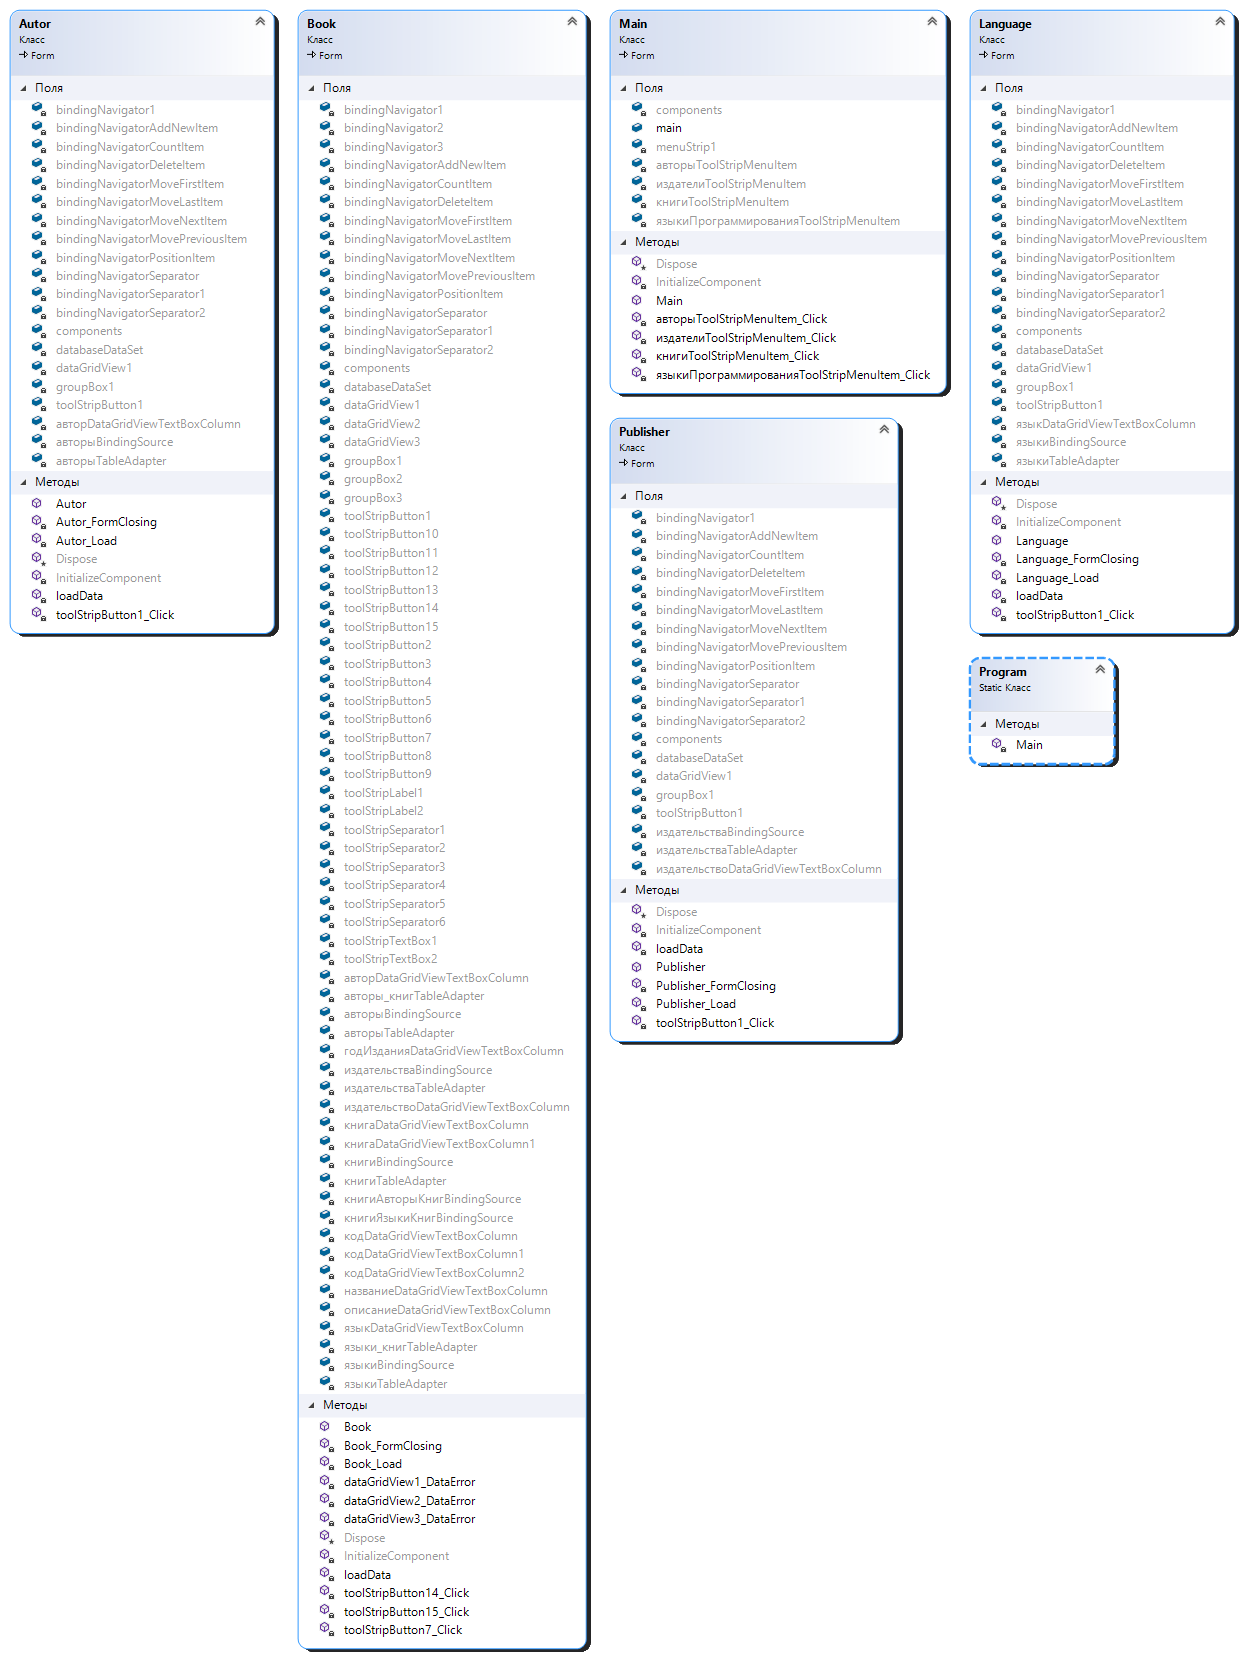 Autor
Класс
Form
Поля
bindingNavigator1
bindingNavigatorAddNewItem
bindingNavigatorCountItem
bindingNavigatorDeleteItem
bindingNavigatorMoveFirstItem
bindingNavigatorMoveLastItem
bindingNavigatorMoveNextItem
bindingNavigatorMovePreviousItem
bindingNavigatorPositionItem
bindingNavigatorSeparator
bindingNavigatorSeparator1
bindingNavigatorSeparator2
components
databaseDataSet
dataGridView1
groupBox1
toolStripButton1
авторDataGridViewTextBoxColumn
авторыBindingSource
авторыTableAdapter
Методы
Autor
Autor_FormClosing
Autor_Load
Dispose
InitializeComponent
loadData
toolStripButton1_Click
Book
Класс
Form
Поля
bindingNavigator1
bindingNavigator2
bindingNavigator3
bindingNavigatorAddNewItem
bindingNavigatorCountItem
bindingNavigatorDeleteItem
bindingNavigatorMoveFirstItem
bindingNavigatorMoveLastItem
bindingNavigatorMoveNextItem
bindingNavigatorMovePreviousItem
bindingNavigatorPositionItem
bindingNavigatorSeparator
bindingNavigatorSeparator1
bindingNavigatorSeparator2
components
databaseDataSet
dataGridView1
dataGridView2
dataGridView3
groupBox1
groupBox2
groupBox3
toolStripButton1
toolStripButton10
toolStripButton11
toolStripButton12
toolStripButton13
toolStripButton14
toolStripButton15
toolStripButton2
toolStripButton3
toolStripButton4
toolStripButton5
toolStripButton6
toolStripButton7
toolStripButton8
toolStripButton9
toolStripLabel1
toolStripLabel2
toolStripSeparator1
toolStripSeparator2
toolStripSeparator3
toolStripSeparator4
toolStripSeparator5
toolStripSeparator6
toolStripTextBox1
toolStripTextBox2
авторDataGridViewTextBoxColumn
авторы_книгTableAdapter
авторыBindingSource
авторыTableAdapter
годИзданияDataGridViewTextBoxColumn
издательстваBindingSource
издательстваTableAdapter
издательствоDataGridViewTextBoxColumn
книгаDataGridViewTextBoxColumn
книгаDataGridViewTextBoxColumn1
книгиBindingSource
книгиTableAdapter
книгиАвторыКнигBindingSource
книгиЯзыкиКнигBindingSource
кодDataGridViewTextBoxColumn
кодDataGridViewTextBoxColumn1
кодDataGridViewTextBoxColumn2
названиеDataGridViewTextBoxColumn
описаниеDataGridViewTextBoxColumn
языкDataGridViewTextBoxColumn
языки_книгTableAdapter
языкиBindingSource
языкиTableAdapter
Методы
Book
Book_FormClosing
Book_Load
dataGridView1_DataError
dataGridView2_DataError
dataGridView3_DataError
Dispose
InitializeComponent
loadData
toolStripButton14_Click
toolStripButton15_Click
toolStripButton7_Click
Main
Класс
Form
Поля
components
main
menuStrip1
авторыToolStripMenuItem
издателиToolStripMenuItem
книгиToolStripMenuItem
языкиПрограммированияToolStripMenuItem
Методы
Dispose
InitializeComponent
Main
авторыToolStripMenuItem_Click
издателиToolStripMenuItem_Click
книгиToolStripMenuItem_Click
языкиПрограммированияToolStripMenuItem_Click
Publisher
Класс
Form
Поля
bindingNavigator1
bindingNavigatorAddNewItem
bindingNavigatorCountItem
bindingNavigatorDeleteItem
bindingNavigatorMoveFirstItem
bindingNavigatorMoveLastItem
bindingNavigatorMoveNextItem
bindingNavigatorMovePreviousItem
bindingNavigatorPositionItem
bindingNavigatorSeparator
bindingNavigatorSeparator1
bindingNavigatorSeparator2
components
databaseDataSet
dataGridView1
groupBox1
toolStripButton1
издательстваBindingSource
издательстваTableAdapter
издательствоDataGridViewTextBoxColumn
Методы
Dispose
InitializeComponent
loadData
Publisher
Publisher_FormClosing
Publisher_Load
toolStripButton1_Click
Language
Класс
Form
Поля
bindingNavigator1
bindingNavigatorAddNewItem
bindingNavigatorCountItem
bindingNavigatorDeleteItem
bindingNavigatorMoveFirstItem
bindingNavigatorMoveLastItem
bindingNavigatorMoveNextItem
bindingNavigatorMovePreviousItem
bindingNavigatorPositionItem
bindingNavigatorSeparator
bindingNavigatorSeparator1
bindingNavigatorSeparator2
components
databaseDataSet
dataGridView1
groupBox1
toolStripButton1
языкDataGridViewTextBoxColumn
языкиBindingSource
языкиTableAdapter
Методы
Dispose
InitializeComponent
Language
Language_FormClosing
Language_Load
loadData
toolStripButton1_Click
Program
Static Класс
Методы
Main